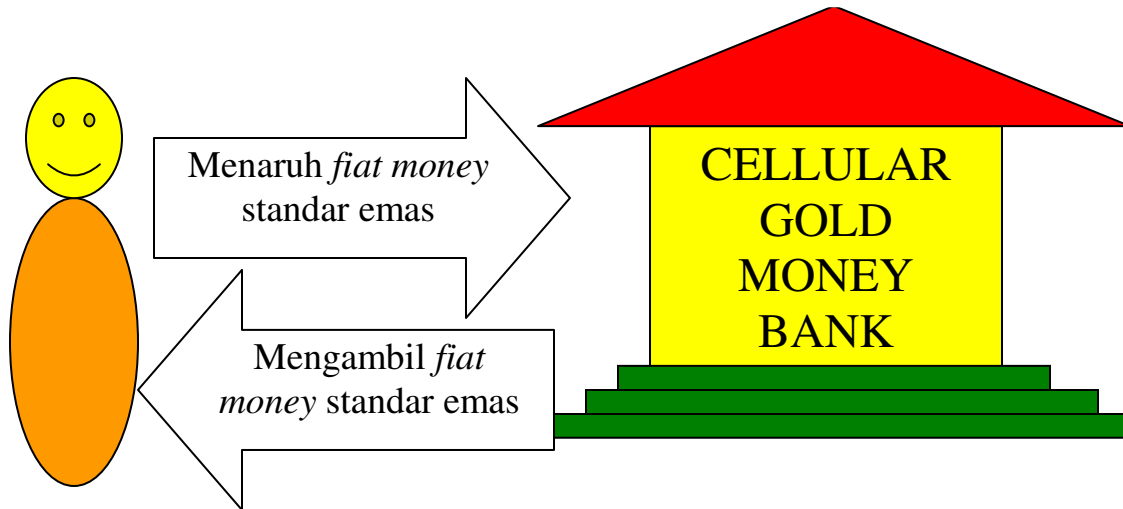 Menaruh fiat money
standar emas
Mengambil fiat
money standar emas
CELLULAR
GOLD
MONEY
BANK